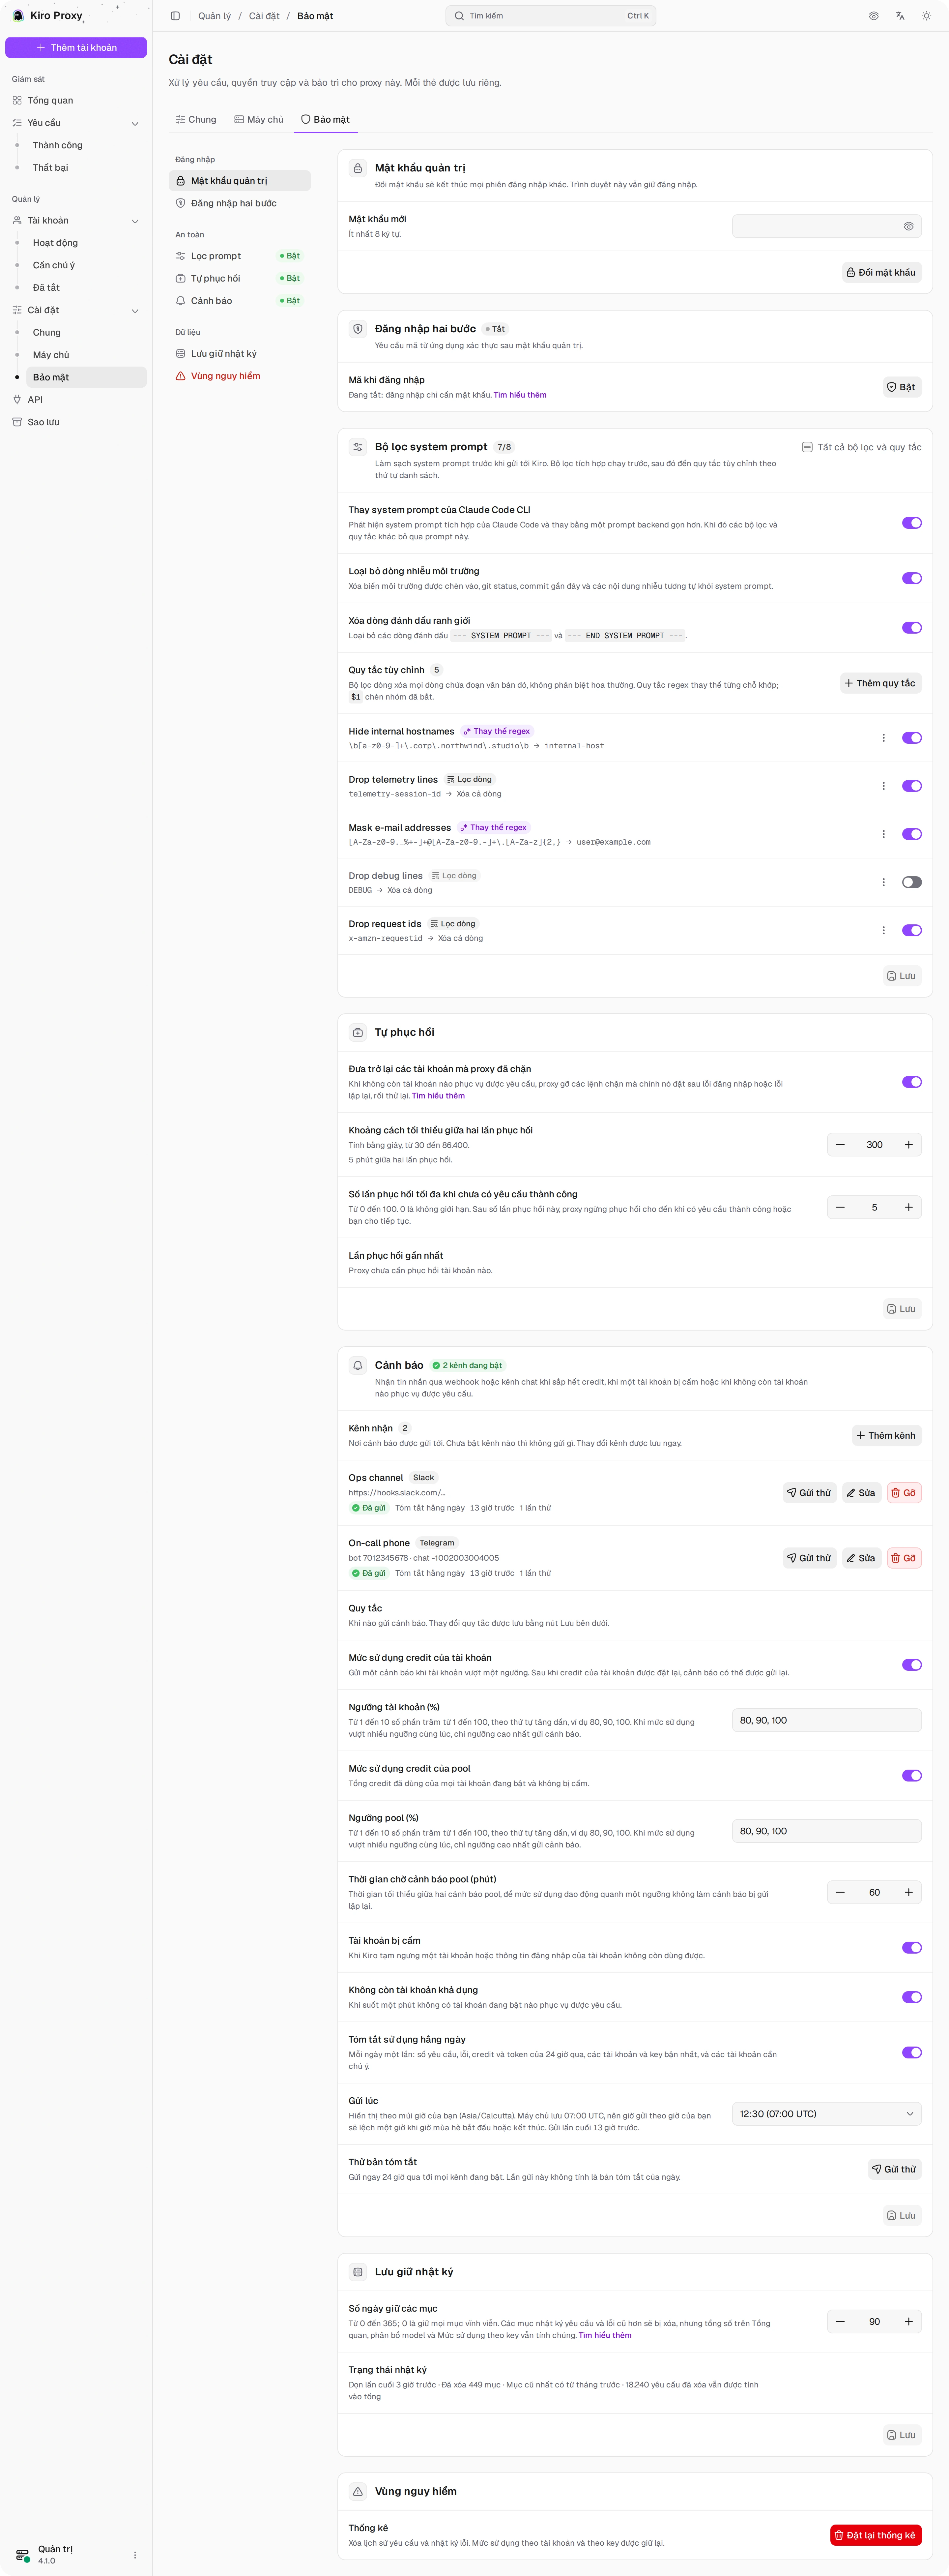 Kiro Proxy
Thêm tài khoản
Giám sát
Tổng quan
Yêu cầu
Thành công
Thất bại
Quản lý
Tài khoản
Hoạt động
Cần chú ý
Đã tắt
Cài đặt
Chung
Máy chủ
Bảo mật
API
Sao lưu
Quản trị
4.1.0
Quản lý / Cài đặt / Bảo mật
Tìm kiếm Ctrl K
Cài đặt
Xử lý yêu cầu, quyền truy cập và bảo trì cho proxy này. Mỗi thẻ được lưu riêng.
Chung Máy chủ Bảo mật
Đăng nhập
Mật khẩu quản trị
Đăng nhập hai bước
An toàn
Lọc prompt Bật
Tự phục hồi Bật
Cảnh báo Bật
Dữ liệu
Lưu giữ nhật ký
Vùng nguy hiểm
Mật khẩu quản trị
Đổi mật khẩu sẽ kết thúc mọi phiên đăng nhập khác. Trình duyệt này vẫn giữ đăng nhập.
Mật khẩu mới
Ít nhất 8 ký tự.
Đổi mật khẩu
Đăng nhập hai bước Tắt
Yêu cầu mã từ ứng dụng xác thực sau mật khẩu quản trị.
Mã khi đăng nhập
Đang tắt: đăng nhập chỉ cần mật khẩu. Tìm hiểu thêm
Bật
Bộ lọc system prompt 7/8
Tất cả bộ lọc và quy tắc
Làm sạch system prompt trước khi gửi tới Kiro. Bộ lọc tích hợp chạy trước, sau đó đến quy tắc tùy chỉnh theo
thứ tự danh sách.
Thay system prompt của Claude Code CLI
Phát hiện system prompt tích hợp của Claude Code và thay bằng một prompt backend gọn hơn. Khi đó các bộ lọc và
quy tắc khác bỏ qua prompt này.
Loại bỏ dòng nhiễu môi trường
Xóa biến môi trường được chèn vào, git status, commit gần đây và các nội dung nhiễu tương tự khỏi system prompt.
Xóa dòng đánh dấu ranh giới
Loại bỏ các dòng đánh dấu --- SYSTEM PROMPT --- và --- END SYSTEM PROMPT ---.
Quy tắc tùy chỉnh 5
Bộ lọc dòng xóa mọi dòng chứa đoạn văn bản đó, không phân biệt hoa thường. Quy tắc regex thay thế từng chỗ khớp;
$1 chèn nhóm đã bắt.
Thêm quy tắc
Hide internal hostnames Thay thế regex
\b[a-z0-9-]+\.corp\.northwind\.studio\b → internal-host
Drop telemetry lines Lọc dòng
telemetry-session-id → Xóa cả dòng
Mask e-mail addresses Thay thế regex
[A-Za-z0-9._%+-]+@[A-Za-z0-9.-]+\.[A-Za-z]{2,} → user@example.com
Drop debug lines Lọc dòng
DEBUG → Xóa cả dòng
Drop request ids Lọc dòng
x-amzn-requestid → Xóa cả dòng
Lưu
Tự phục hồi
Đưa trở lại các tài khoản mà proxy đã chặn
Khi không còn tài khoản nào phục vụ được yêu cầu, proxy gỡ các lệnh chặn mà chính nó đặt sau lỗi đăng nhập hoặc lỗi
lặp lại, rồi thử lại. Tìm hiểu thêm
Khoảng cách tối thiểu giữa hai lần phục hồi
Tính bằng giây, từ 30 đến 86.400.
5 phút giữa hai lần phục hồi.
300
Số lần phục hồi tối đa khi chưa có yêu cầu thành công
Từ 0 đến 100. 0 là không giới hạn. Sau số lần phục hồi này, proxy ngừng phục hồi cho đến khi có yêu cầu thành công hoặc
bạn cho tiếp tục.
5
Lần phục hồi gần nhất
Proxy chưa cần phục hồi tài khoản nào.
Lưu
Cảnh báo 2 kênh đang bật
Nhận tin nhắn qua webhook hoặc kênh chat khi sắp hết credit, khi một tài khoản bị cấm hoặc khi không còn tài khoản
nào phục vụ được yêu cầu.
Kênh nhận 2
Nơi cảnh báo được gửi tới. Chưa bật kênh nào thì không gửi gì. Thay đổi kênh được lưu ngay.
Thêm kênh
Ops channel Slack
https://hooks.slack.com/…
Đã gửi Tóm tắt hằng ngày 13 giờ trước 1 lần thử
Gửi thử Sửa Gỡ
On-call phone Telegram
bot 7012345678 · chat -1002003004005
Đã gửi Tóm tắt hằng ngày 13 giờ trước 1 lần thử
Gửi thử Sửa Gỡ
Quy tắc
Khi nào gửi cảnh báo. Thay đổi quy tắc được lưu bằng nút Lưu bên dưới.
Mức sử dụng credit của tài khoản
Gửi một cảnh báo khi tài khoản vượt một ngưỡng. Sau khi credit của tài khoản được đặt lại, cảnh báo có thể được gửi lại.
Ngưỡng tài khoản (%)
Từ 1 đến 10 số phần trăm từ 1 đến 100, theo thứ tự tăng dần, ví dụ 80, 90, 100. Khi mức sử dụng
vượt nhiều ngưỡng cùng lúc, chỉ ngưỡng cao nhất gửi cảnh báo.
80, 90, 100
Mức sử dụng credit của pool
Tổng credit đã dùng của mọi tài khoản đang bật và không bị cấm.
Ngưỡng pool (%)
Từ 1 đến 10 số phần trăm từ 1 đến 100, theo thứ tự tăng dần, ví dụ 80, 90, 100. Khi mức sử dụng
vượt nhiều ngưỡng cùng lúc, chỉ ngưỡng cao nhất gửi cảnh báo.
80, 90, 100
Thời gian chờ cảnh báo pool (phút)
Thời gian tối thiểu giữa hai cảnh báo pool, để mức sử dụng dao động quanh một ngưỡng không làm cảnh báo bị gửi
lặp lại.
60
Tài khoản bị cấm
Khi Kiro tạm ngưng một tài khoản hoặc thông tin đăng nhập của tài khoản không còn dùng được.
Không còn tài khoản khả dụng
Khi suốt một phút không có tài khoản đang bật nào phục vụ được yêu cầu.
Tóm tắt sử dụng hằng ngày
Mỗi ngày một lần: số yêu cầu, lỗi, credit và token của 24 giờ qua, các tài khoản và key bận nhất, và các tài khoản cần
chú ý.
Gửi lúc
Hiển thị theo múi giờ của bạn (Asia/Calcutta). Máy chủ lưu 07:00 UTC, nên giờ gửi theo giờ của bạn
sẽ lệch một giờ khi giờ mùa hè bắt đầu hoặc kết thúc. Gửi lần cuối 13 giờ trước.
12:30 (07:00 UTC)
Thử bản tóm tắt
Gửi ngay 24 giờ qua tới mọi kênh đang bật. Lần gửi này không tính là bản tóm tắt của ngày.
Gửi thử
Lưu
Lưu giữ nhật ký
Số ngày giữ các mục
Từ 0 đến 365; 0 là giữ mọi mục vĩnh viễn. Các mục nhật ký yêu cầu và lỗi cũ hơn sẽ bị xóa, nhưng tổng số trên Tổng
quan, phân bổ model và Mức sử dụng theo key vẫn tính chúng. Tìm hiểu thêm
90
Trạng thái nhật ký
Dọn lần cuối 3 giờ trước · Đã xóa 449 mục · Mục cũ nhất có từ tháng trước · 18.240 yêu cầu đã xóa vẫn được tính
vào tổng
Lưu
Vùng nguy hiểm
Thống kê
Xóa lịch sử yêu cầu và nhật ký lỗi. Mức sử dụng theo tài khoản và theo key được giữ lại.
Đặt lại thống kê